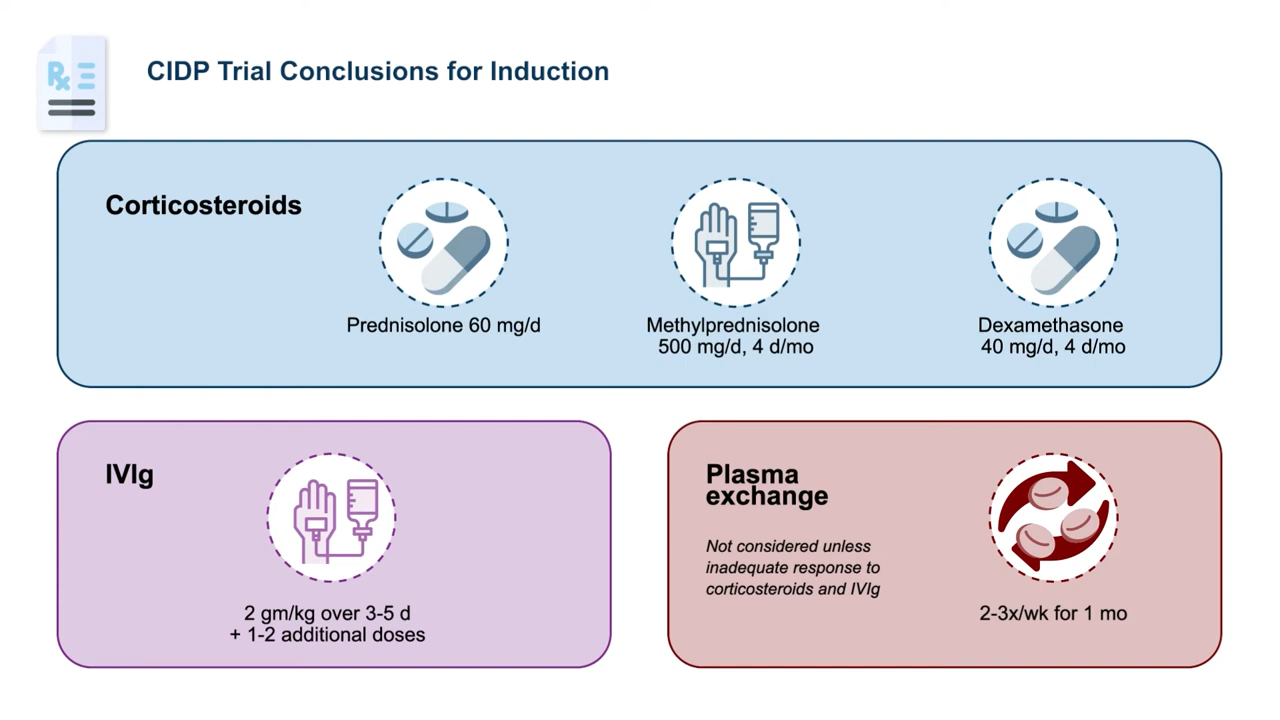 Rx
CIDP Trial Conclusions for Induction
Corticosteroids
Prednisolone 60 mg/d
Methylprednisolone
500 mg/d, 4 d/mo
Dexamethasone
40 mg/d, 4 d/mo
IVIg
2 gm/kg over 3-5 d
+ 1-2 additional doses
Plasma
exchange
Not considered unless
inadequate response to
corticosteroids and IVIg
2-3x/wk for 1 mo